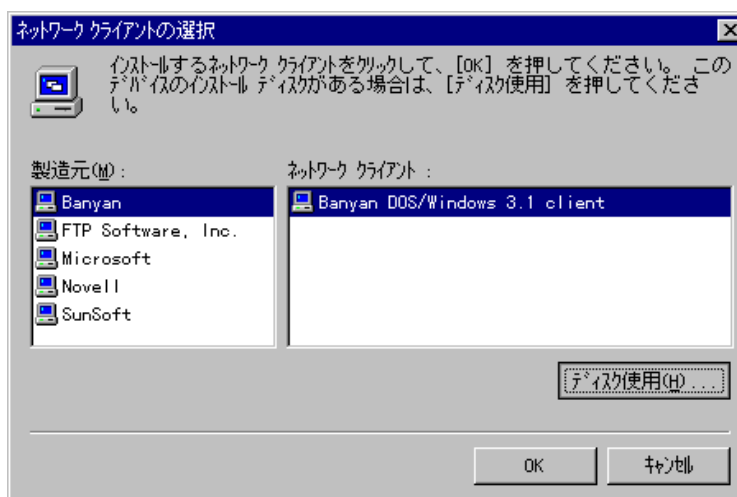 ネットワーク クライアントの選択
インストールするネットワーク クライアントをクリックして、[OK] を押してください。 この
デバイスのインストール ディスクがある場合は、[ディスク使用] を押してくださ
い。
製造元(M) :
ネットワーク クライアント :
Banyan
FTP Software, Inc.
Microsoft
Novell
SunSoft
Banyan DOS/Windows 3.1 client
ディスク使用(H)...
OK
キャンセル